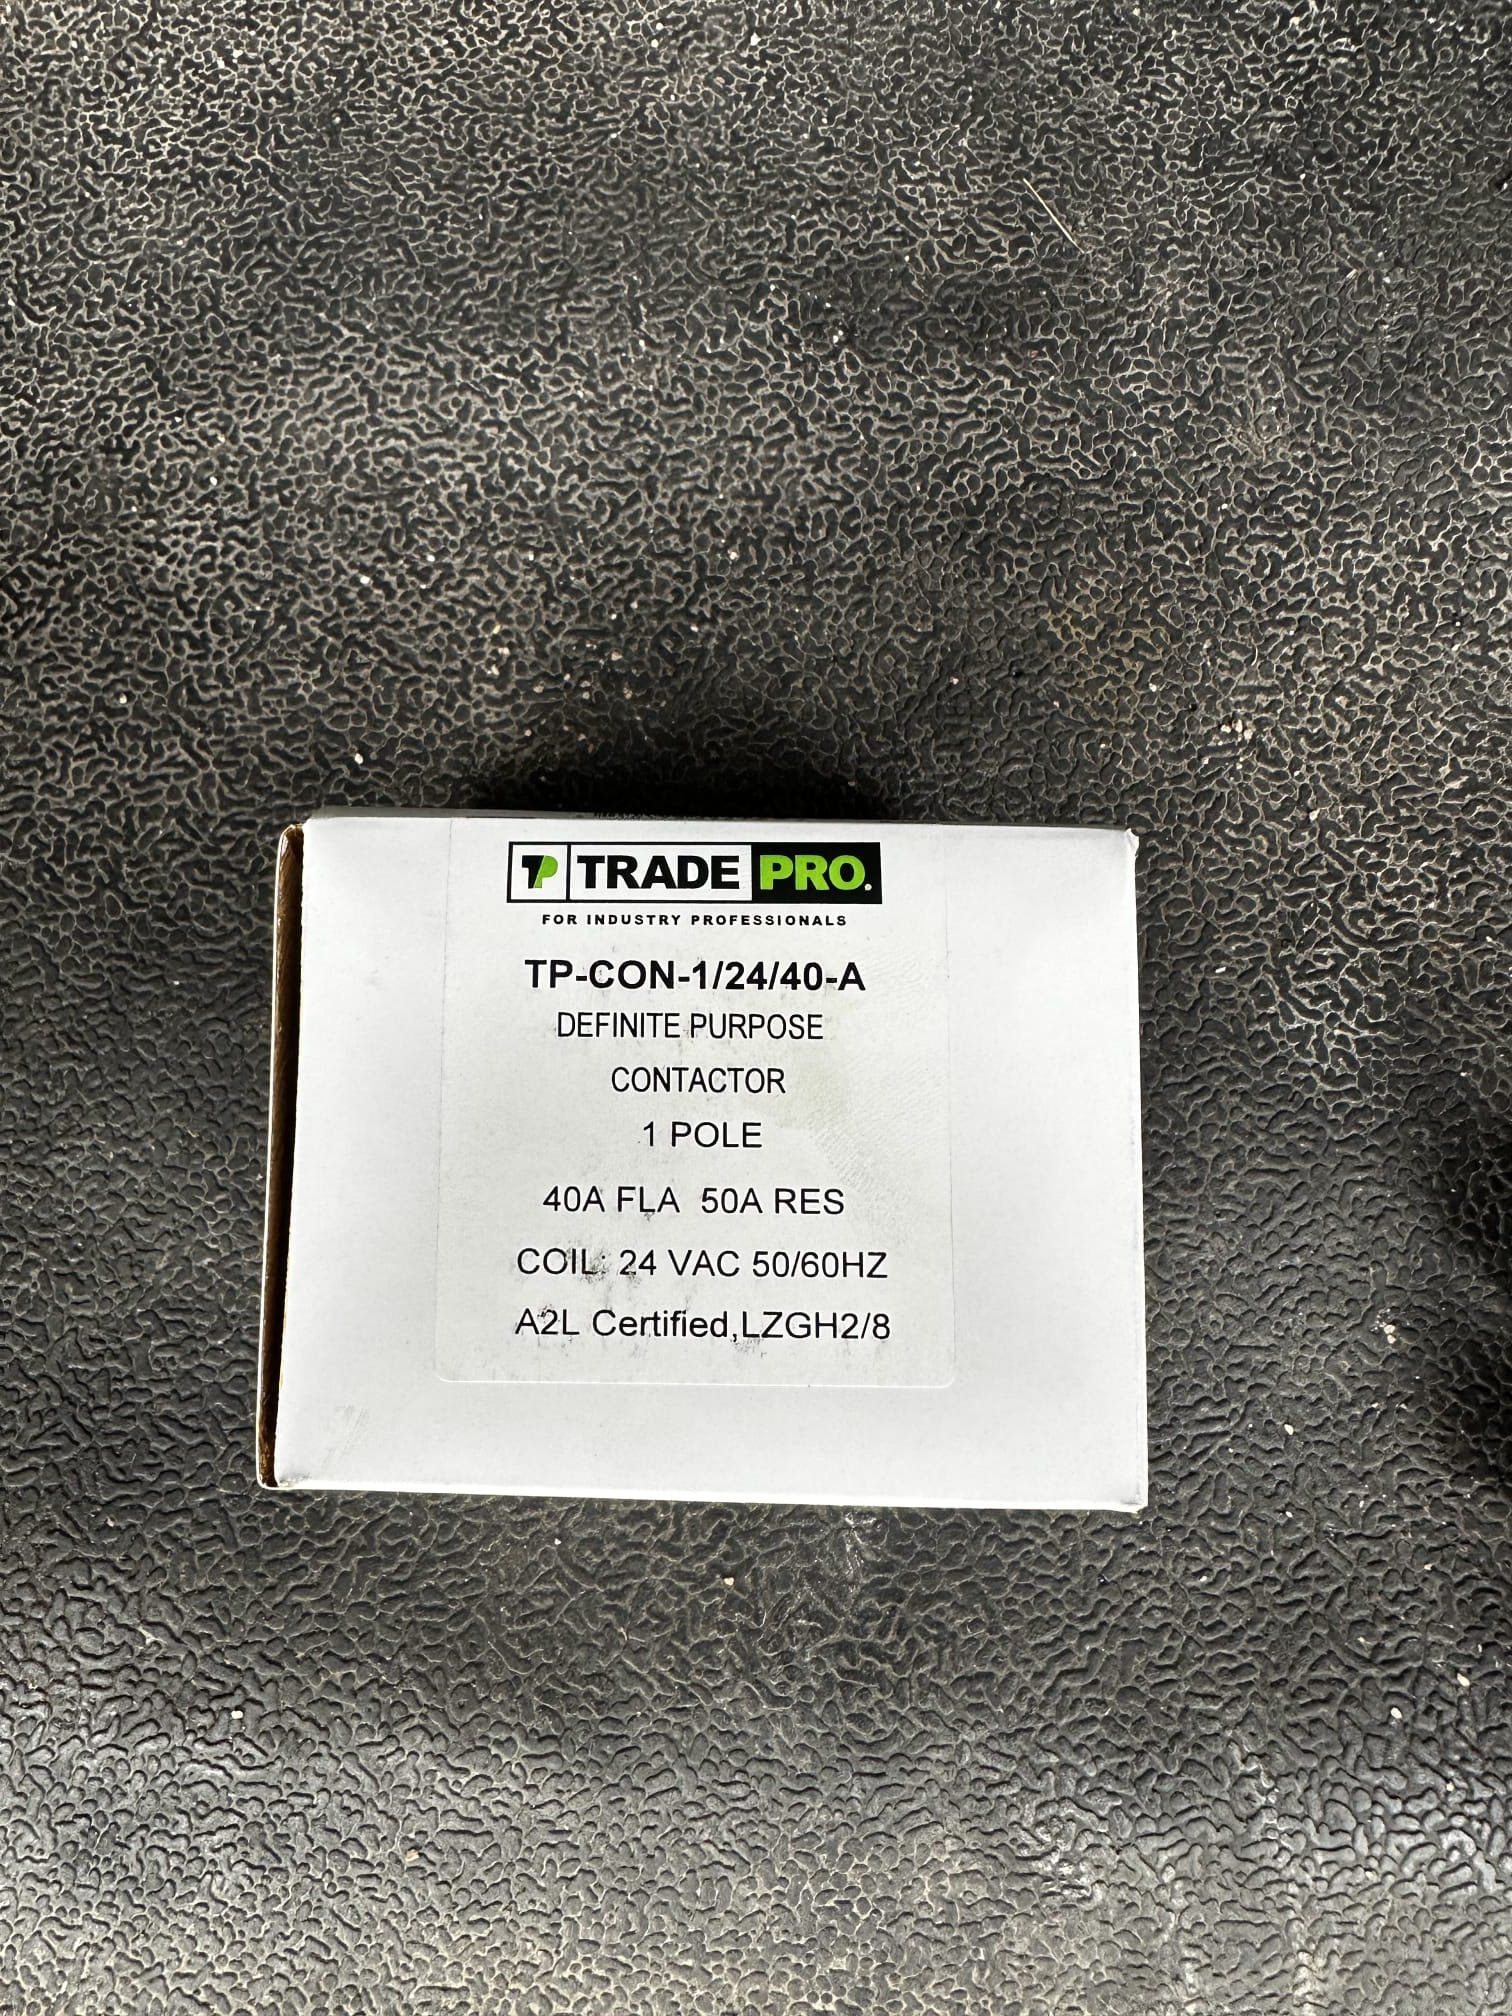 TP TRADE PRO.
FOR INDUSTRY PROFESSIONALS
TP-CON-1/24/40-A
DEFINITE PURPOSE
CONTACTOR
1 POLE
40A FLA 50A RES
COIL: 24 VAC 50/60HZ
A2L Certified,LZGH2/8